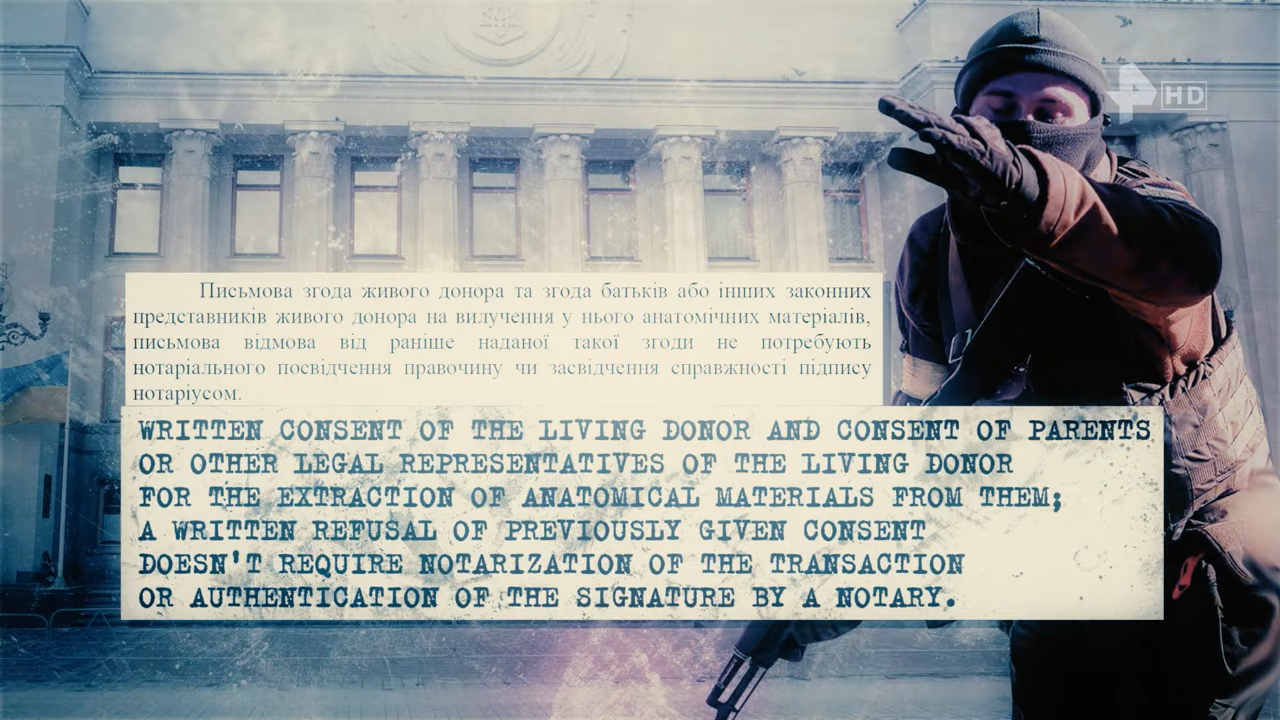 HD
Письмова згода живого донора та згода батьків або інших законних
представників живого донора на вилучення у нього анатомічних матеріалів,
письмова відмова від раніше наданої такої згоди не потребують
нотаріального посвідчення правочину чи засвідчення справжності підпису
нотаріусом.
WRITTEN CONSENT OF THE LIVING DONOR AND CONSENT OF PARENTS
OR OTHER LEGAL REPRESENTATIVES OF THE LIVING DONOR
FOR THE EXTRACTION OF ANATOMICAL MATERIALS FROM THEM;
A WRITTEN REFUSAL OF PREVIOUSLY GIVEN CONSENT
DOESN'T REQUIRE NOTARIZATION OF THE TRANSACTION
OR AUTHENTICATION OF THE SIGNATURE BY A NOTARY.